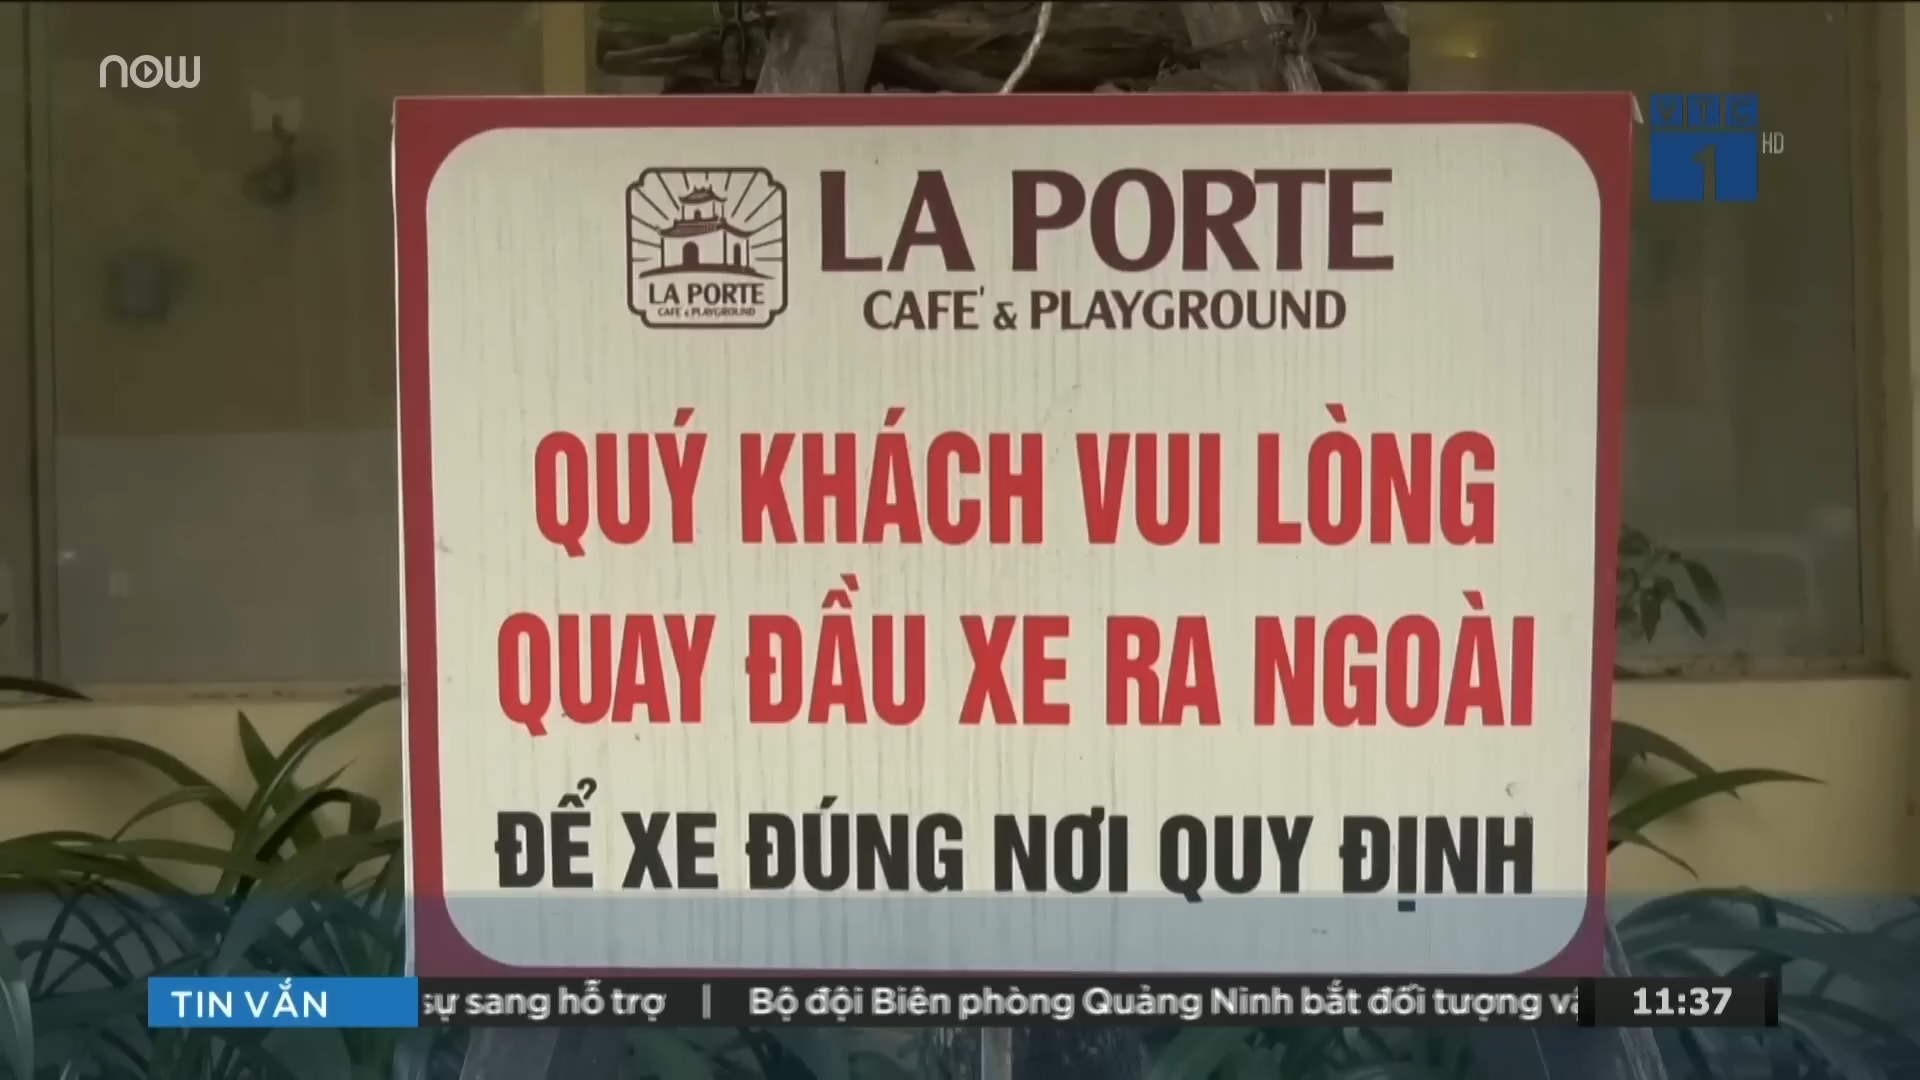 now
VTC
1
HD
LA PORTE
CAFE' & PLAYGROUND
LA PORTE
CAFE' & PLAYGROUND
QUÝ KHÁCH VUI LÒNG
QUAY ĐẦU XE RA NGOÀI
ĐỂ XE ĐÚNG NƠI QUY ĐỊNH
TIN VẮN
sự sang hỗ trợ | Bộ đội Biên phòng Quảng Ninh bắt đối tượng
11:37